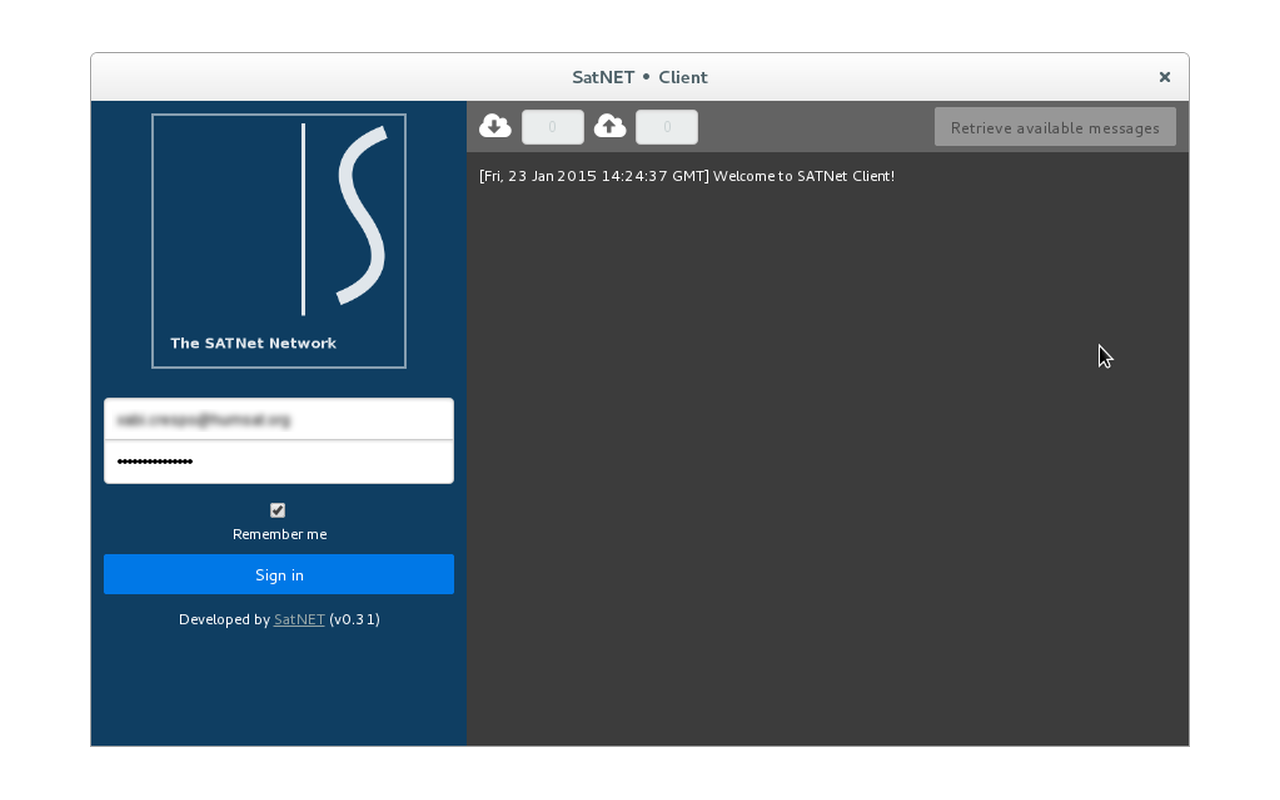 SatNET • Client
The SATNet Network
Remember me
Sign in
Developed by SatNET (v0.31)
0
0
Retrieve available messages
[Fri, 23 Jan 2015 14:24:37 GMT] Welcome to SATNet Client!